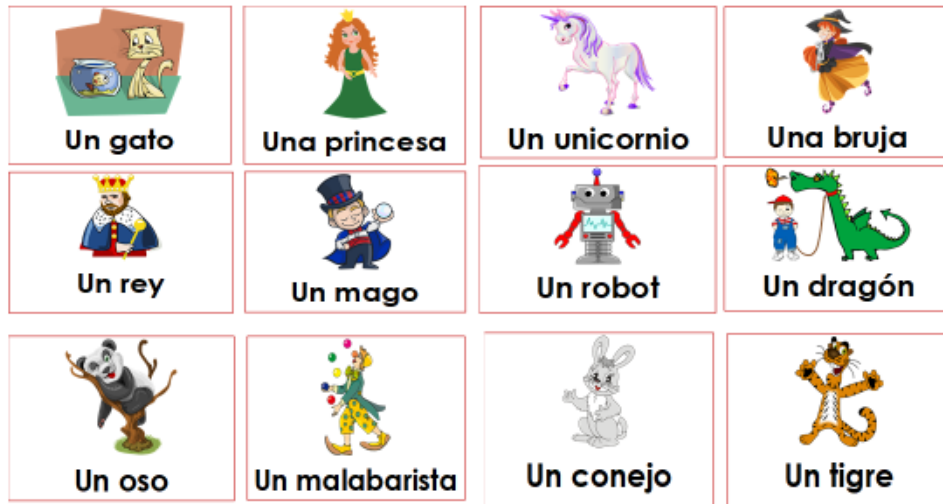 Un gato
Una princesa
Un unicornio
Una bruja
Un rey
Un mago
Un robot
Un dragón
Un oso
Un malabarista
Un conejo
Un tigre